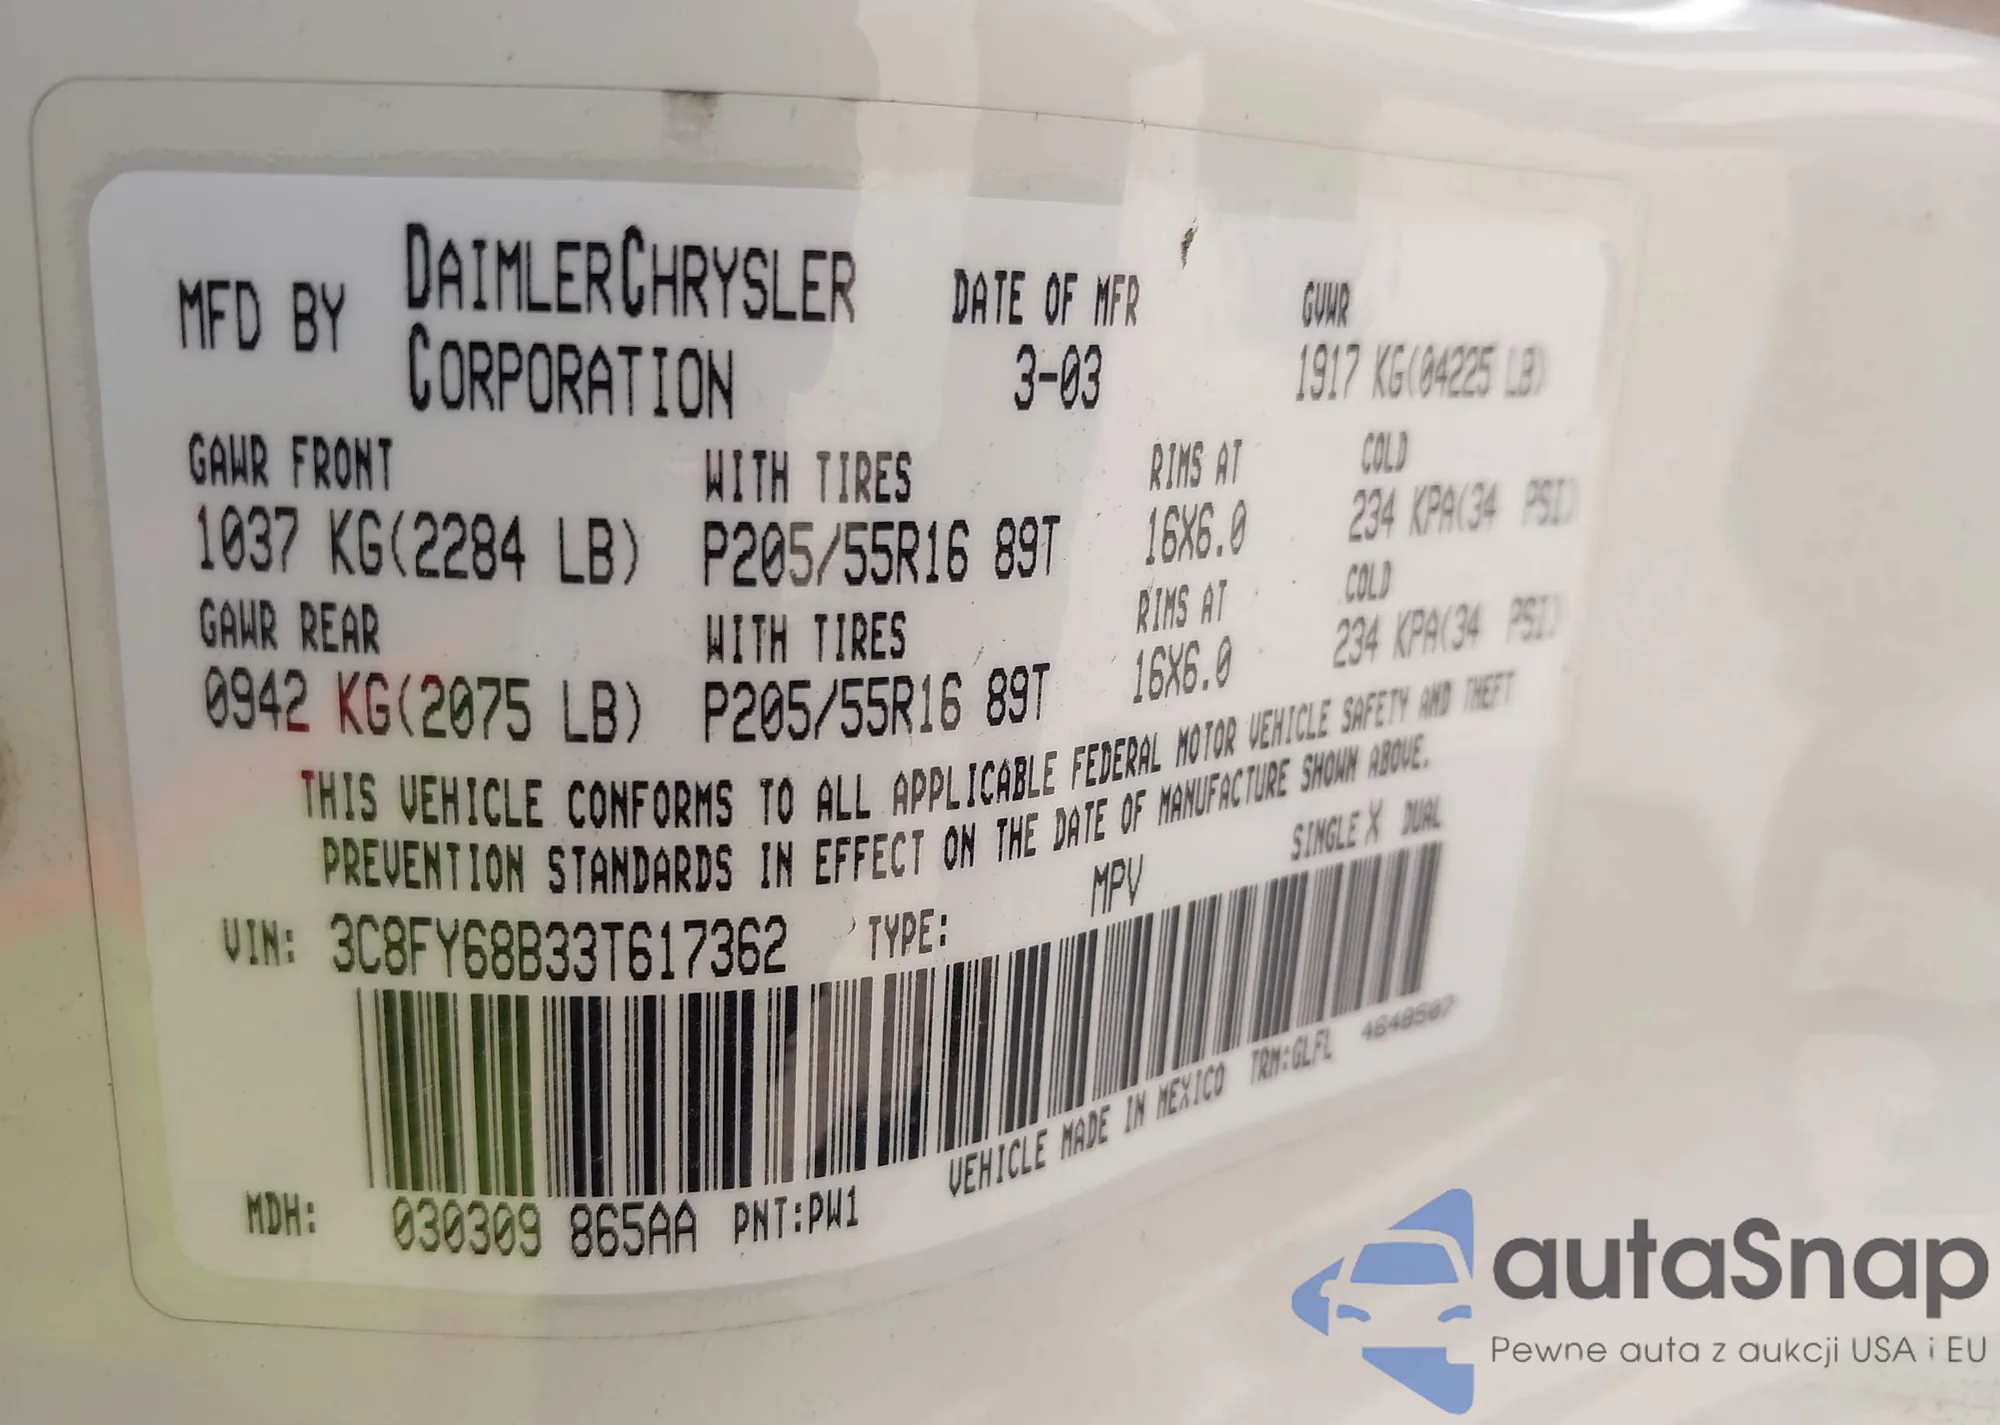 MFD BY DAIMLERCHRYSLER CORPORATION
DATE OF MFR
3-03
GVWR
1917 KG(04225 LB)
GAWR FRONT WITH TIRES RIMS AT COLD
1037 KG(2284 LB) P205/55R16 89T 16X6.0 234 KPA(34 PSI)
GAWR REAR WITH TIRES RIMS AT COLD
0942 KG(2075 LB) P205/55R16 89T 16X6.0 234 KPA(34 PSI)
THIS VEHICLE CONFORMS TO ALL APPLICABLE FEDERAL MOTOR VEHICLE SAFETY AND THEFT
PREVENTION STANDARDS IN EFFECT ON THE DATE OF MANUFACTURE SHOWN ABOVE.
VIN: 3C8FY68B33T617362 TYPE: MPV SINGLE X DUAL
MDH: 030309 865AA PNT:PW1 VEHICLE MADE IN MEXICO TRM:GLFL 4648507
autaSnap
Pewne auta z aukcji USA i EU